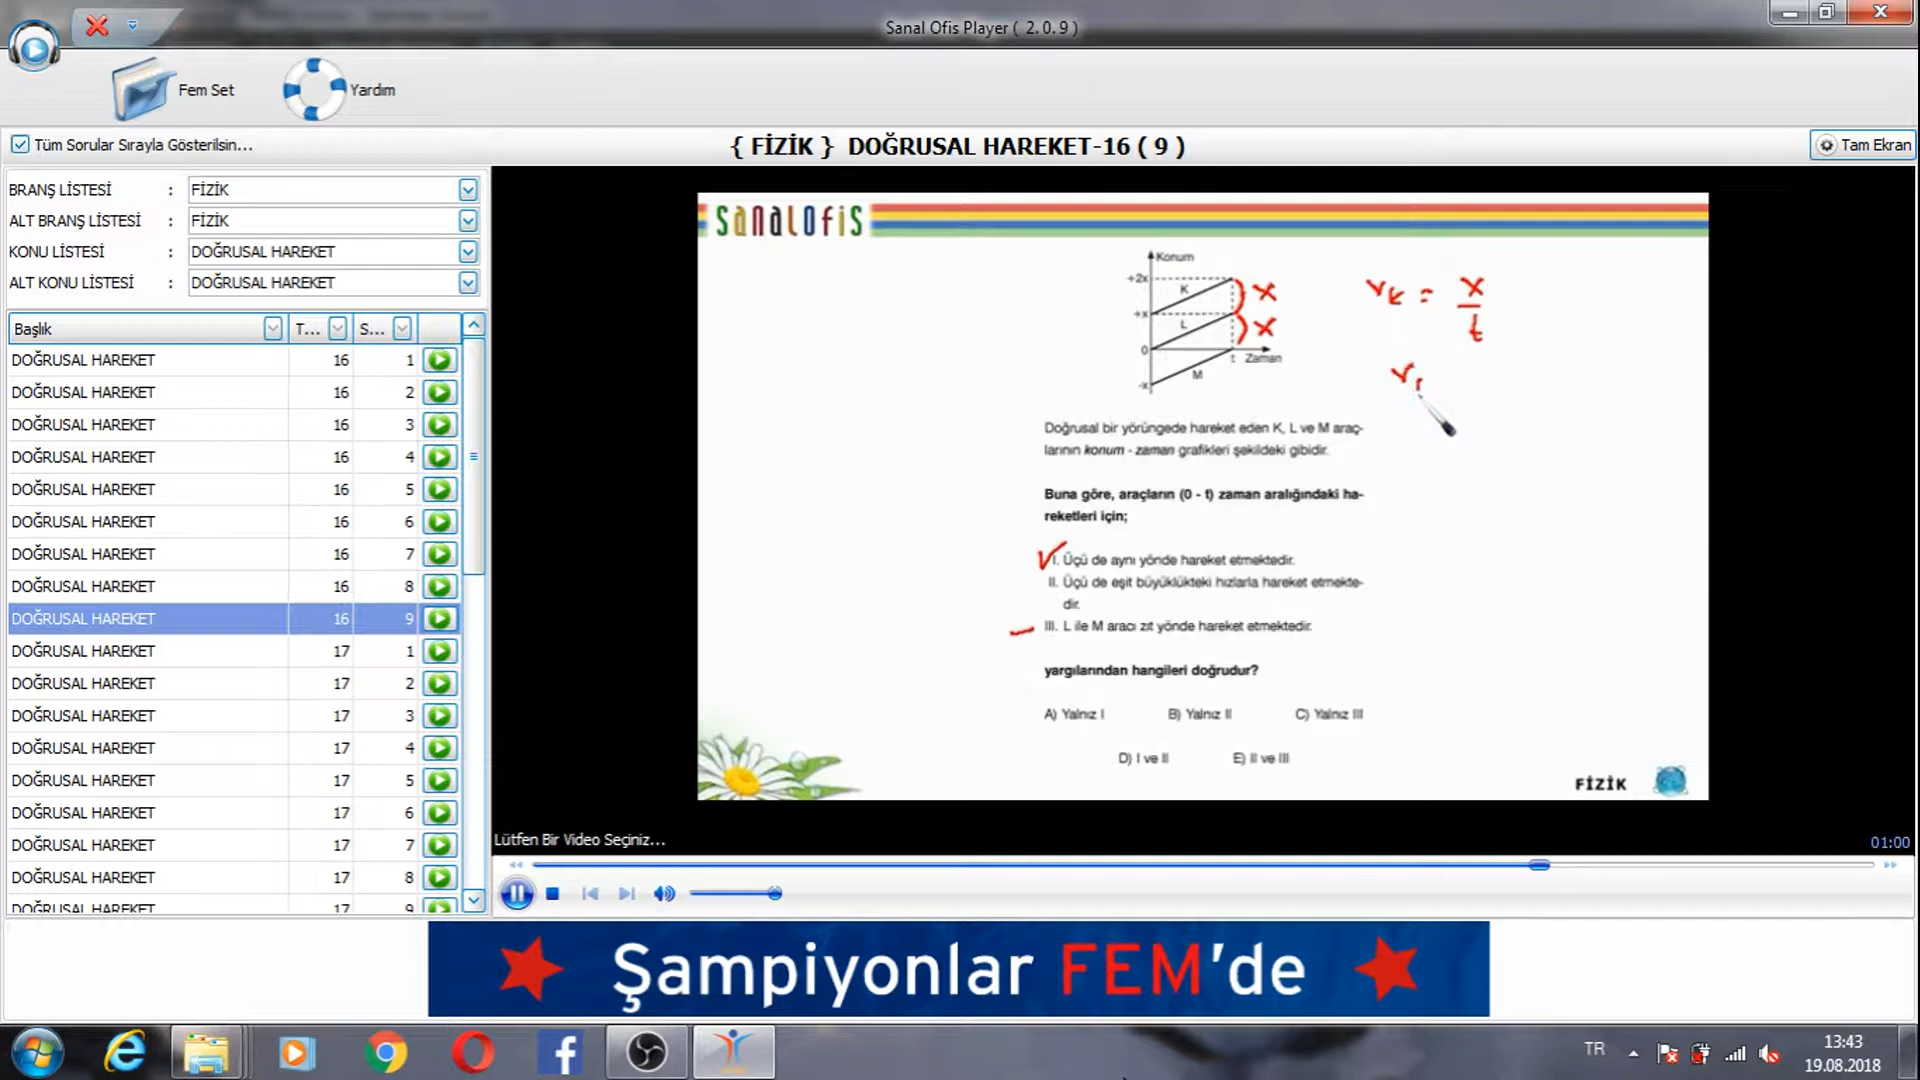 Sanal Ofis Player ( 2.0.9 )
Fem Set
Yardım
Tüm Sorular Sırayla Gösterilsin...
{ FİZİK } DOĞRUSAL HAREKET-16 ( 9 )
Tam Ekran
BRANŞ LİSTESİ : FİZİK
ALT BRANŞ LİSTESİ : FİZİK
KONU LİSTESİ : DOĞRUSAL HAREKET
ALT KONU LİSTESİ : DOĞRUSAL HAREKET
Başlık T... S...
DOĞRUSAL HAREKET 16 1
DOĞRUSAL HAREKET 16 2
DOĞRUSAL HAREKET 16 3
DOĞRUSAL HAREKET 16 4
DOĞRUSAL HAREKET 16 5
DOĞRUSAL HAREKET 16 6
DOĞRUSAL HAREKET 16 7
DOĞRUSAL HAREKET 16 8
DOĞRUSAL HAREKET 16 9
DOĞRUSAL HAREKET 17 1
DOĞRUSAL HAREKET 17 2
DOĞRUSAL HAREKET 17 3
DOĞRUSAL HAREKET 17 4
DOĞRUSAL HAREKET 17 5
DOĞRUSAL HAREKET 17 6
DOĞRUSAL HAREKET 17 7
DOĞRUSAL HAREKET 17 8
DOĞRUSAL HAREKET 17 9
sanalofis
Konum
+2x
K
x
+x
L
x
0
t Zaman
M
-x
vK = x
t
v
Doğrusal bir yörüngede hareket eden K, L ve M araç-
larının konum - zaman grafikleri şekildeki gibidir.
Buna göre, araçların (0 - t) zaman aralığındaki ha-
reketleri için;
I. Üçü de aynı yönde hareket etmektedir.
II. Üçü de eşit büyüklükteki hızlarla hareket etmekte-
dir.
III. L ile M aracı zıt yönde hareket etmektedir.
yargılarından hangileri doğrudur?
A) Yalnız I B) Yalnız II C) Yalnız III
D) I ve II E) II ve III
FİZİK
Lütfen Bir Video Seçiniz...
01:00
Şampiyonlar FEM'de
TR
13:43
19.08.2018